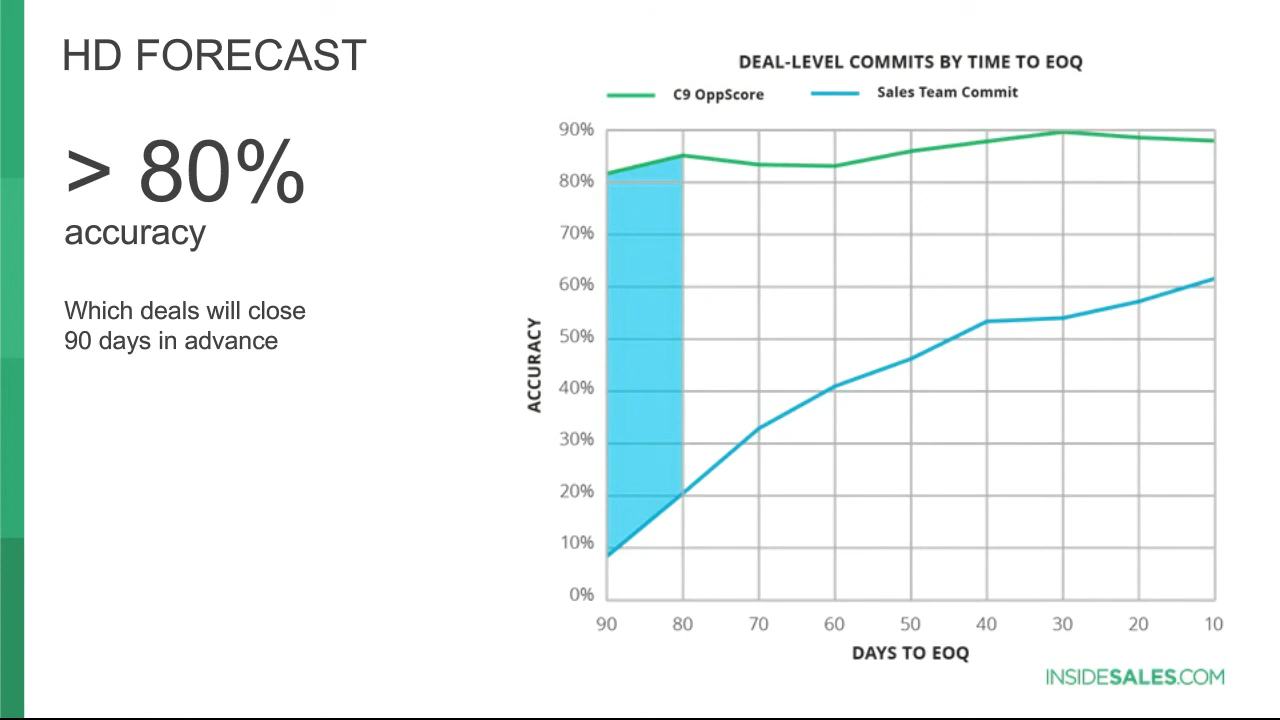 HD FORECAST
> 80%
accuracy
Which deals will close
90 days in advance
DEAL-LEVEL COMMITS BY TIME TO EOQ
C9 OppScore
Sales Team Commit
90%
80%
70%
60%
50%
40%
30%
20%
10%
0%
ACCURACY
90 80 70 60 50 40 30 20 10
DAYS TO EOQ
INSIDESALES.COM